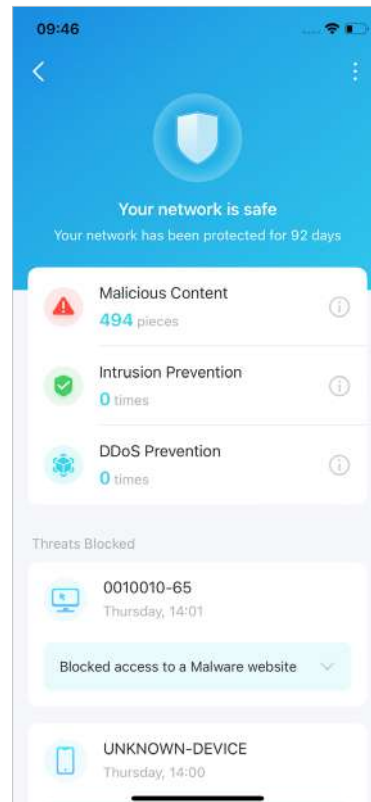 09:46
Your network is safe
Your network has been protected for 92 days
Malicious Content
494 pieces
Intrusion Prevention
0 times
DDoS Prevention
0 times
Threats Blocked
0010010-65
Thursday, 14:01
Blocked access to a Malware website
UNKNOWN-DEVICE
Thursday, 14:00